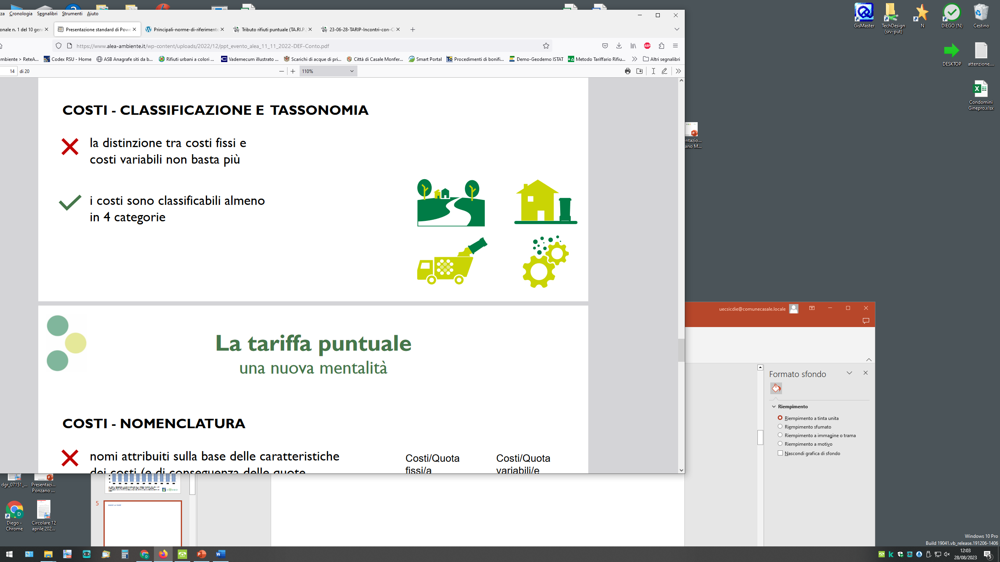 Cronologia Segnalibri Strumenti Aiuto
onale n. 1 del 10 genn
Presentazione standard di Powe
Principali-norme-di-riferimento
Tributo rifiuti puntuale (TA.RI.P.)
23-06-28-TARIP-Incontri-con-C
https://www.alea-ambiente.it/wp-content/uploads/2022/12/ppt_evento_alea_11_11_2022-DEF-Conto.pdf
ABP
mbiente > ReteA...
Codex RSU - Home
ASB Anagrafe siti da b...
Rifiuti urbani a colori ...
Vademecum illustrato ...
Scarichi di acque di pri...
Città di Casale Monfer...
Smart Portal
Procedimenti di bonifi...
Demo-Geodemo ISTAT
Metodo Tariffario Rifiu...
Altri segnalibri
14 di 20
110%
COSTI - CLASSIFICAZIONE E TASSONOMIA
la distinzione tra costi fissi e
costi variabili non basta più
i costi sono classificabili almeno
in 4 categorie
La tariffa puntuale
una nuova mentalità
COSTI - NOMENCLATURA
nomi attribuiti sulla base delle caratteristiche
dei costi (e di conseguenza delle quote
Costi/Quota
fissi/a
Costi/Quota
variabili/e
GisMaster
TechDesign
(srv-put)
N
DIEGO (N)
Cestino
DESKTOP
attenzione....
Condomini
Ginepro.xlsx
entazio...
ano M...
uecsicdie@comunecasale.locale
Formato sfondo
Riempimento
Riempimento a tinta unita
Riempimento sfumato
Riempimento a immagine o trama
Riempimento a motivo
Nascondi grafica di sfondo
dgr_07151_...
Presentazi...
Ponzano ...
Diego -
Chrome
Circolare 12
aprile 202...
COSMO
5
COS'E' LA TARIP
Windows 10 Pro
Build 19041.vb_release.191206-1406
12:03
28/08/2023
5